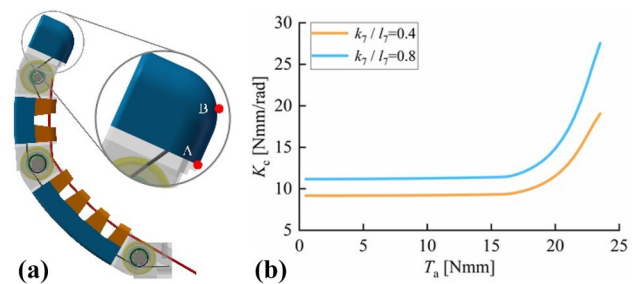 B
A
(a)
30
25
20
15
10
5
0
5
10
15
20
25
K_c [Nmm/rad]
T_a [Nmm]
k_7 / l_7=0.4
k_7 / l_7=0.8
(b)